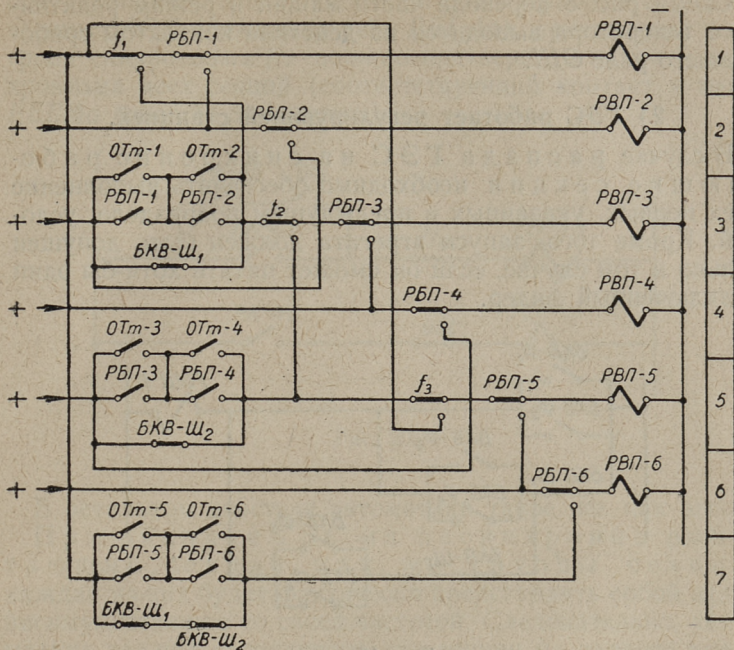 f₁ РБП-1 РВП-1 − 1
+
РБП-2 РВП-2 2
+
ОТт-1 ОТт-2
РБП-1 РБП-2 f₂ РБП-3 РВП-3 3
+
БКВ-Ш₁
РБП-4 РВП-4 4
+
ОТт-3 ОТт-4
РБП-3 РБП-4 f₃ РБП-5 РВП-5 5
+
БКВ-Ш₂
РБП-6 РВП-6 6
+
ОТт-5 ОТт-6
РБП-5 РБП-6 7
БКВ-Ш₁
БКВ-Ш₂